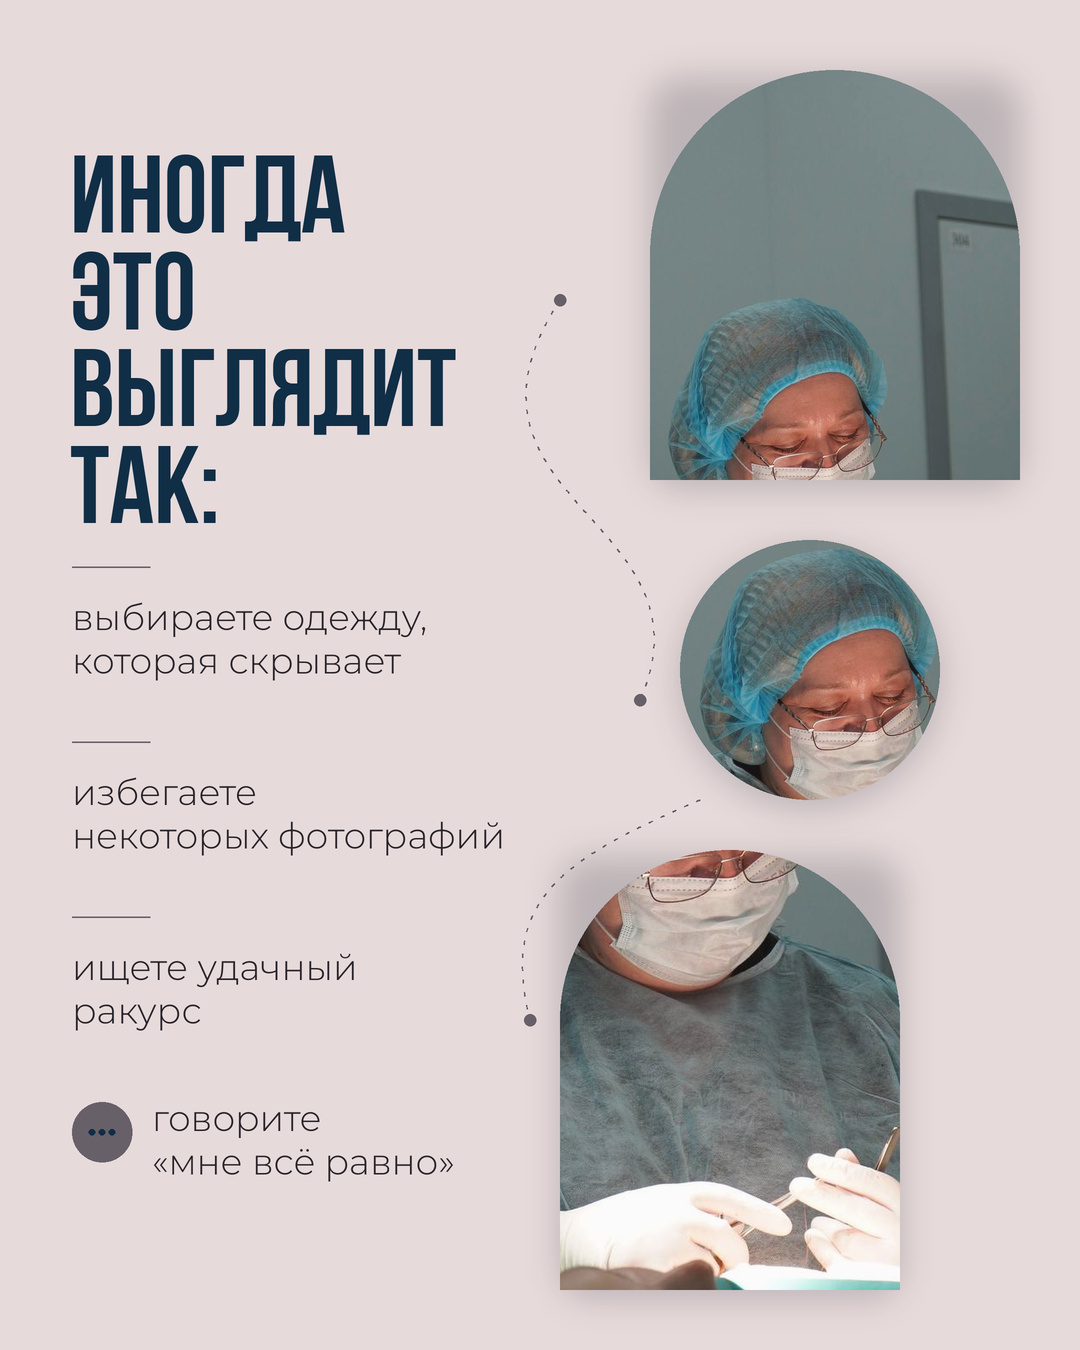 ИНОГДА
ЭТО
ВЫГЛЯДИТ
ТАК:
выбираете одежду,
которая скрывает
избегаете
некоторых фотографий
ищете удачный
ракурс
говорите
«мне всё равно»